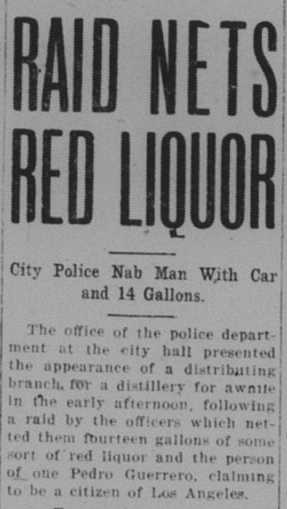 RAID NETS
RED LIQUOR
City Police Nab Man With Car
and 14 Gallons.
The office of the police depart-
ment at the city hall presented
the appearance of a distributing
branch, for a distillery for awhile
in the early afternoon, following
a raid by the officers which net-
ted them fourteen gallons of some
sort of red liquor and the person
of one Pedro Guerrero, claiming
to be a citizen of Los Angeles.